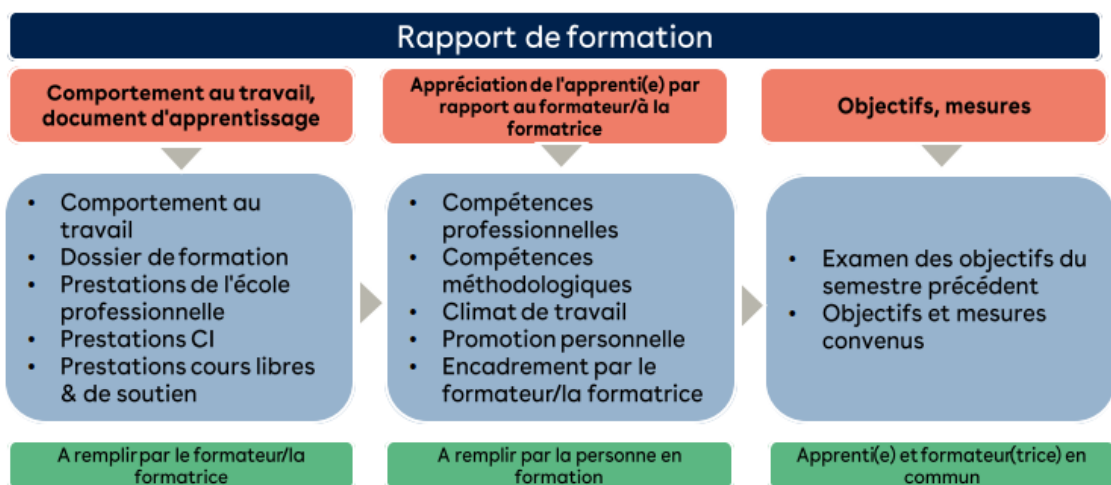 Rapport de formation
Comportement au travail,
document d'apprentissage
Appréciation de l'apprenti(e) par
rapport au formateur/à la
formatrice
Objectifs, mesures
• Comportement au
travail
• Dossier de formation
• Prestations de l'école
professionnelle
• Prestations CI
• Prestations cours libres
& de soutien
• Compétences
professionnelles
• Compétences
méthodologiques
• Climat de travail
• Promotion personnelle
• Encadrement par le
formateur/la formatrice
• Examen des objectifs du
semestre précédent
• Objectifs et mesures
convenus
A remplir par le formateur/la
formatrice
A remplir par la personne en
formation
Apprenti(e) et formateur(trice) en
commun